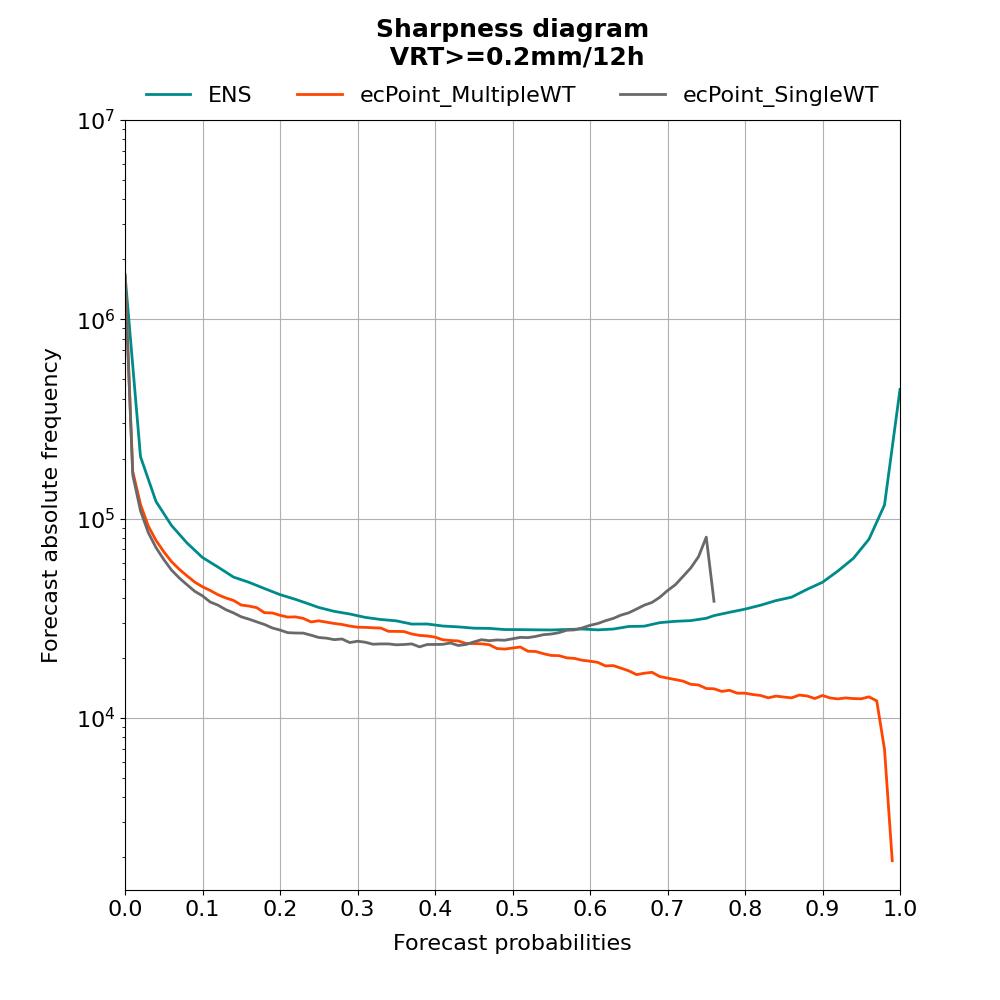 Sharpness diagram
VRT>=0.2mm/12h
ENS ecPoint_MultipleWT ecPoint_SingleWT
10^7
10^6
10^5
10^4
Forecast absolute frequency
0.0 0.1 0.2 0.3 0.4 0.5 0.6 0.7 0.8 0.9 1.0
Forecast probabilities